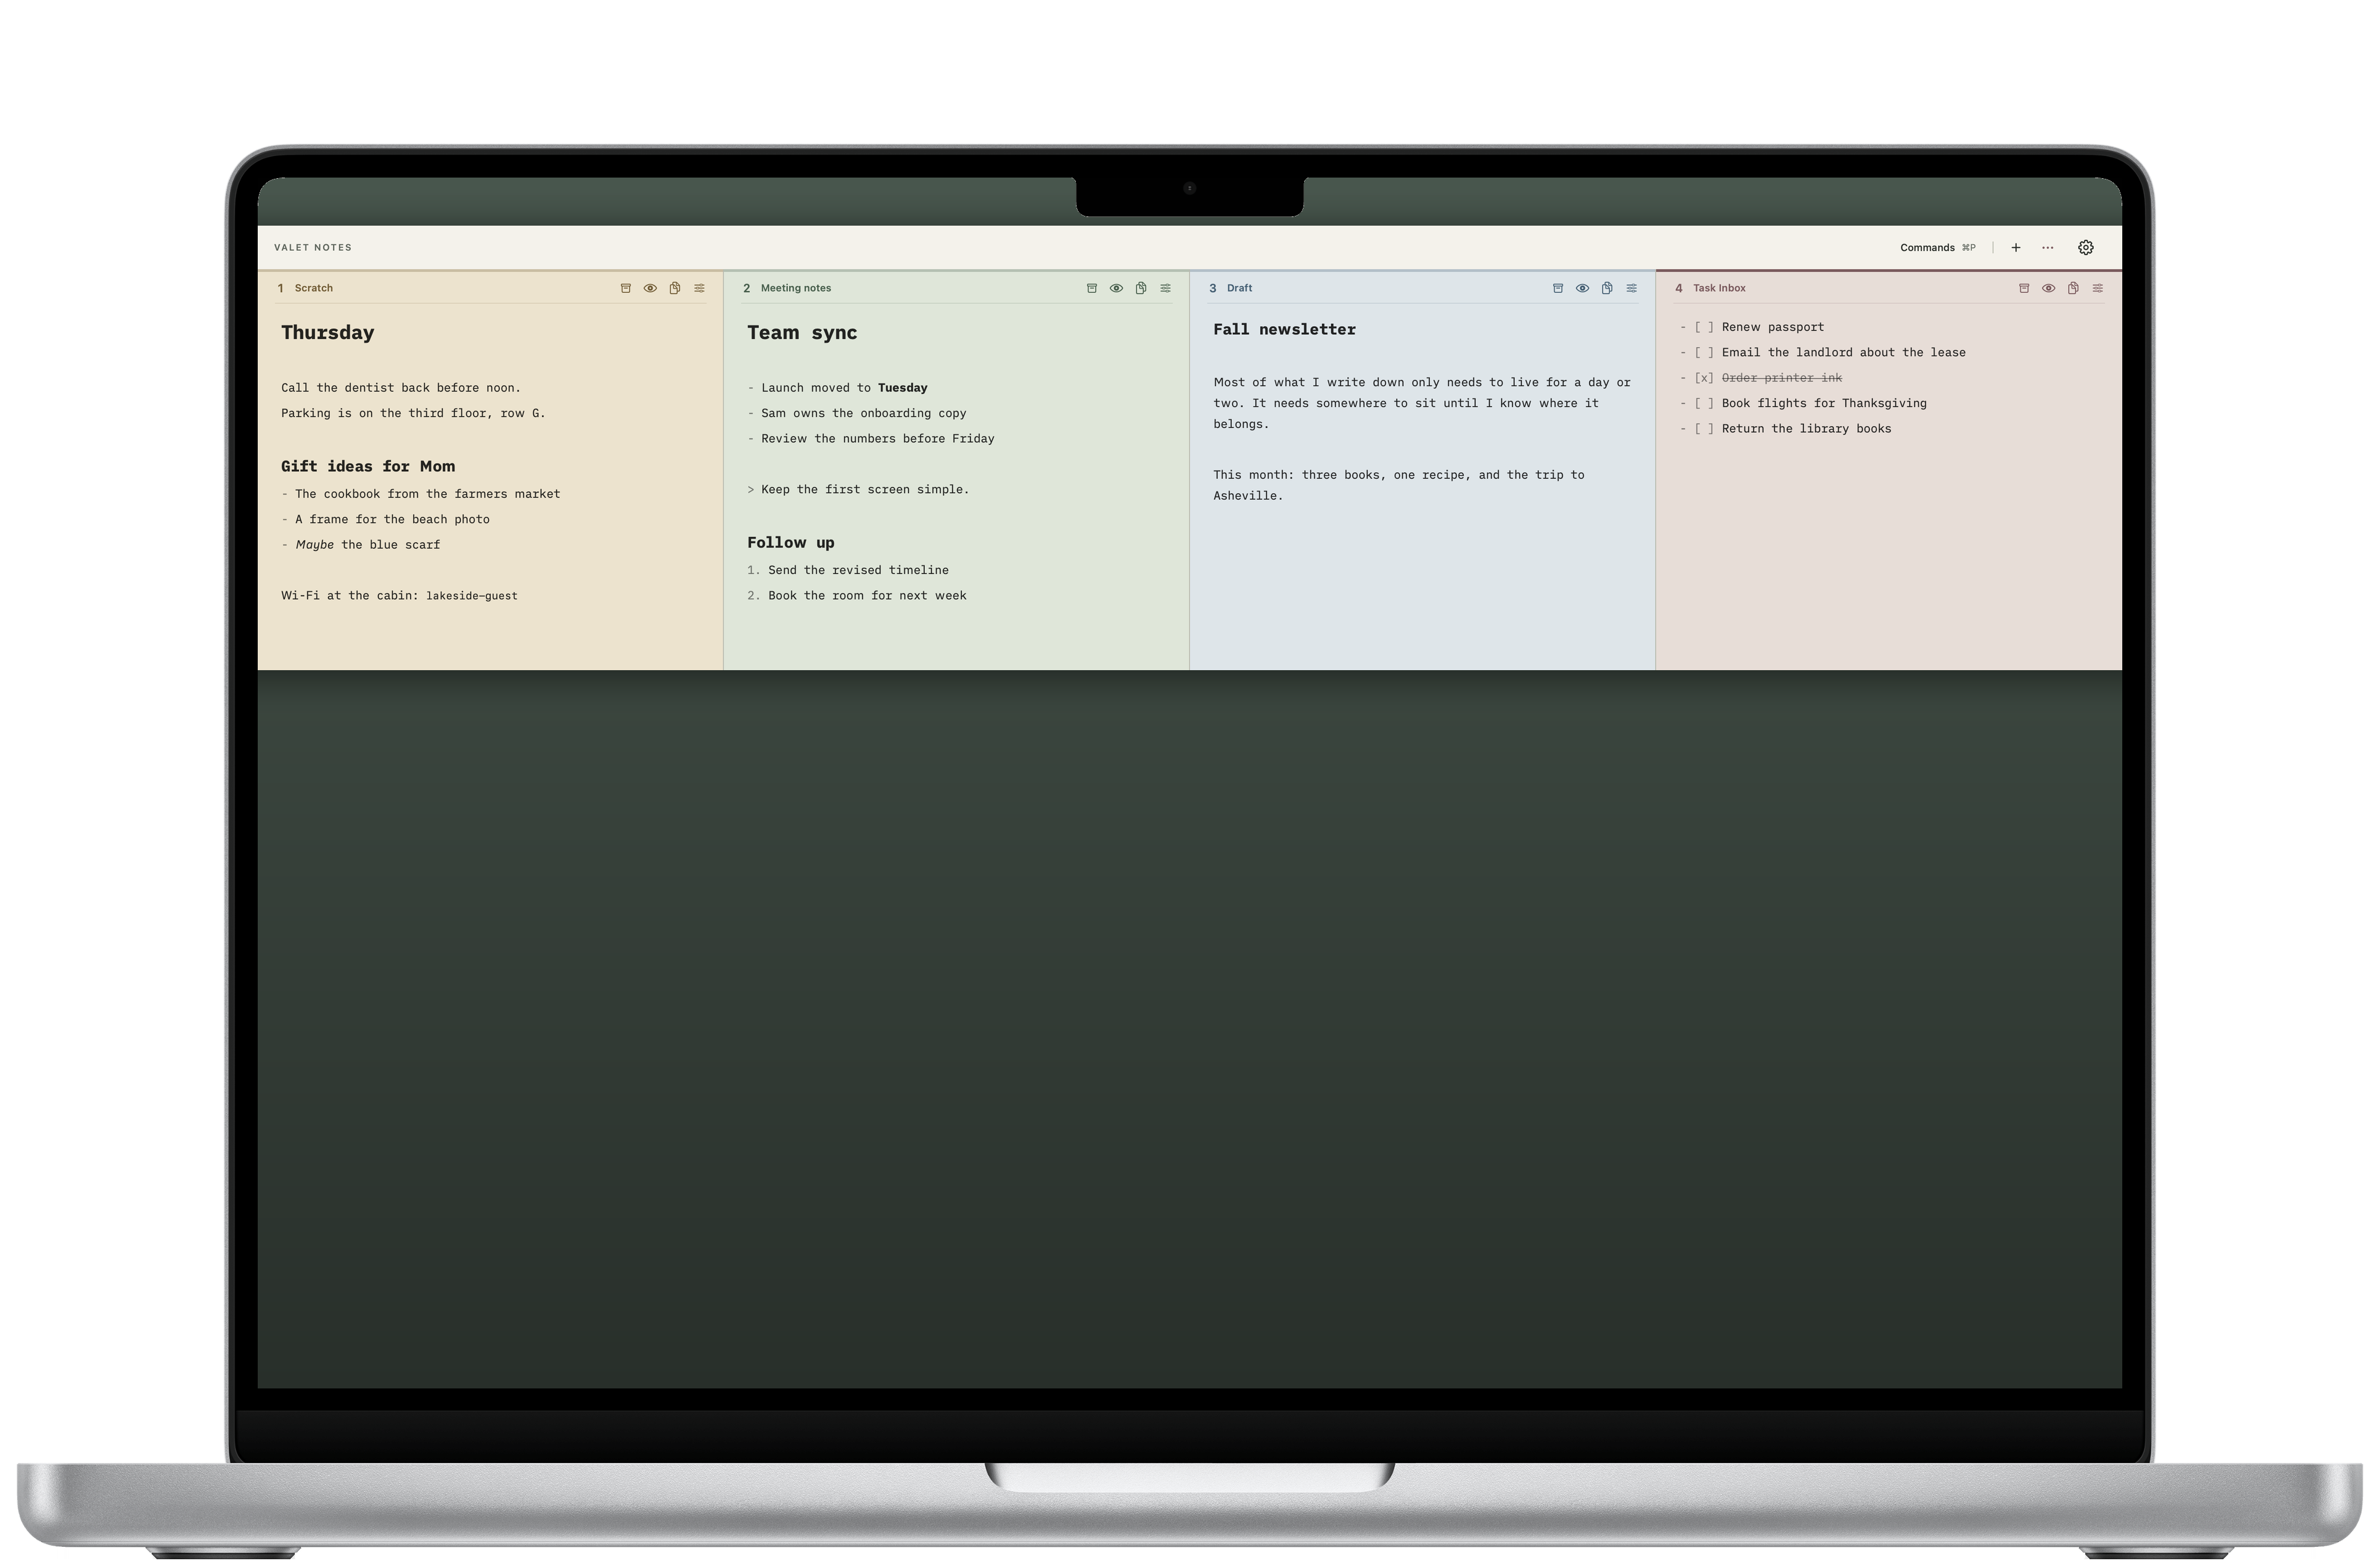 VALET NOTES
Commands ⌘P
1 Scratch
Thursday
Call the dentist back before noon.
Parking is on the third floor, row G.
Gift ideas for Mom
- The cookbook from the farmers market
- A frame for the beach photo
- Maybe the blue scarf
Wi-Fi at the cabin: lakeside-guest
2 Meeting notes
Team sync
- Launch moved to Tuesday
- Sam owns the onboarding copy
- Review the numbers before Friday
> Keep the first screen simple.
Follow up
1. Send the revised timeline
2. Book the room for next week
3 Draft
Fall newsletter
Most of what I write down only needs to live for a day or
two. It needs somewhere to sit until I know where it
belongs.
This month: three books, one recipe, and the trip to
Asheville.
4 Task Inbox
- [ ] Renew passport
- [ ] Email the landlord about the lease
- [x] Order printer ink
- [ ] Book flights for Thanksgiving
- [ ] Return the library books